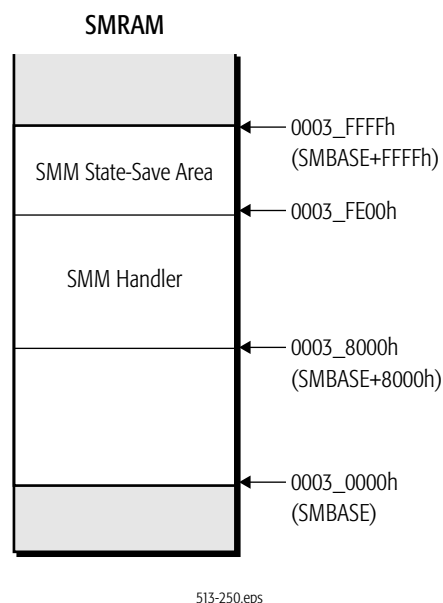 SMRAM
0003_FFFFh
(SMBASE+FFFFh)
SMM State-Save Area
0003_FE00h
SMM Handler
0003_8000h
(SMBASE+8000h)
0003_0000h
(SMBASE)
513-250.eps